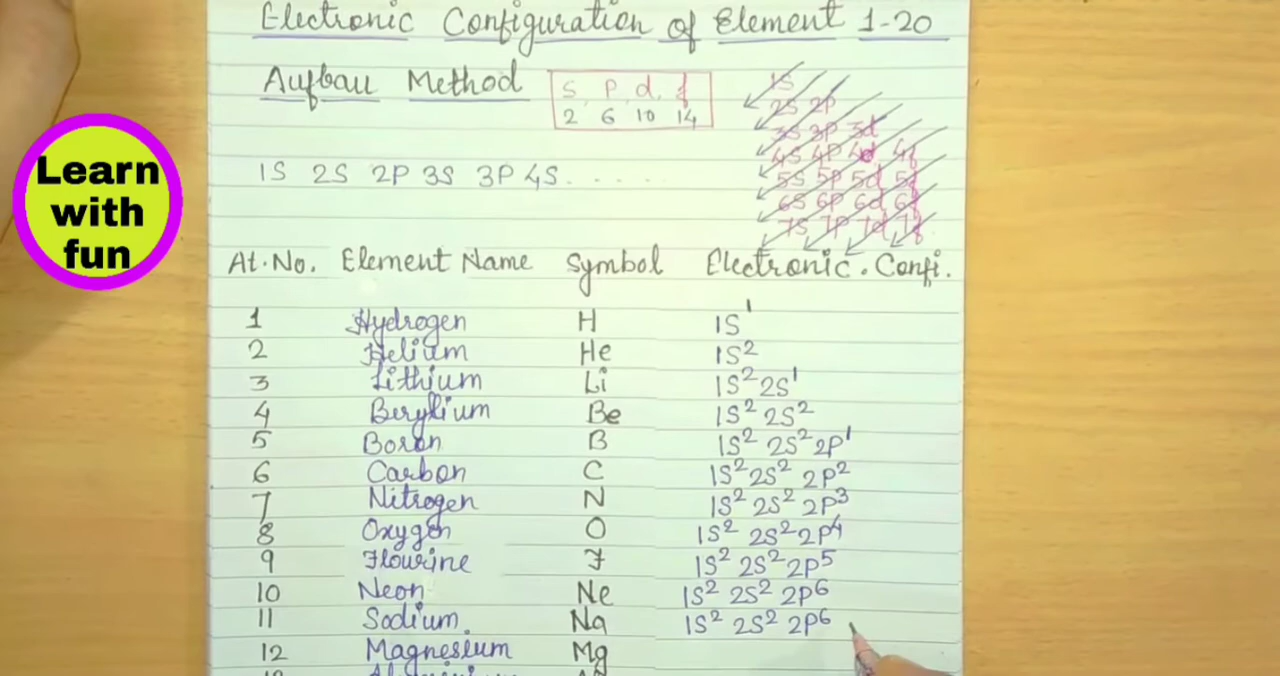 Electronic Configuration of Element 1-20
Aufbau Method
S P d f
2 6 10 14
1S
2S 2P
3S 3P 3d
4S 4P 4d 4f
5S 5P 5d 5f
6S 6P 6d 6f
7S 7P 7d 7f
Learn
with
fun
1S 2S 2P 3S 3P 4S. . . . .
At. No. Element Name Symbol Electronic. Confi.
1 Hydrogen H 1S¹
2 Helium He 1S²
3 Lithium Li 1S² 2S¹
4 Berylium Be 1S² 2S²
5 Boron B 1S² 2S² 2P¹
6 Carbon C 1S² 2S² 2P²
7 Nitrogen N 1S² 2S² 2P³
8 Oxygen O 1S² 2S² 2P⁴
9 Flourine F 1S² 2S² 2P⁵
10 Neon Ne 1S² 2S² 2P⁶
11 Sodium Na 1S² 2S² 2P⁶
12 Magnesium Mg